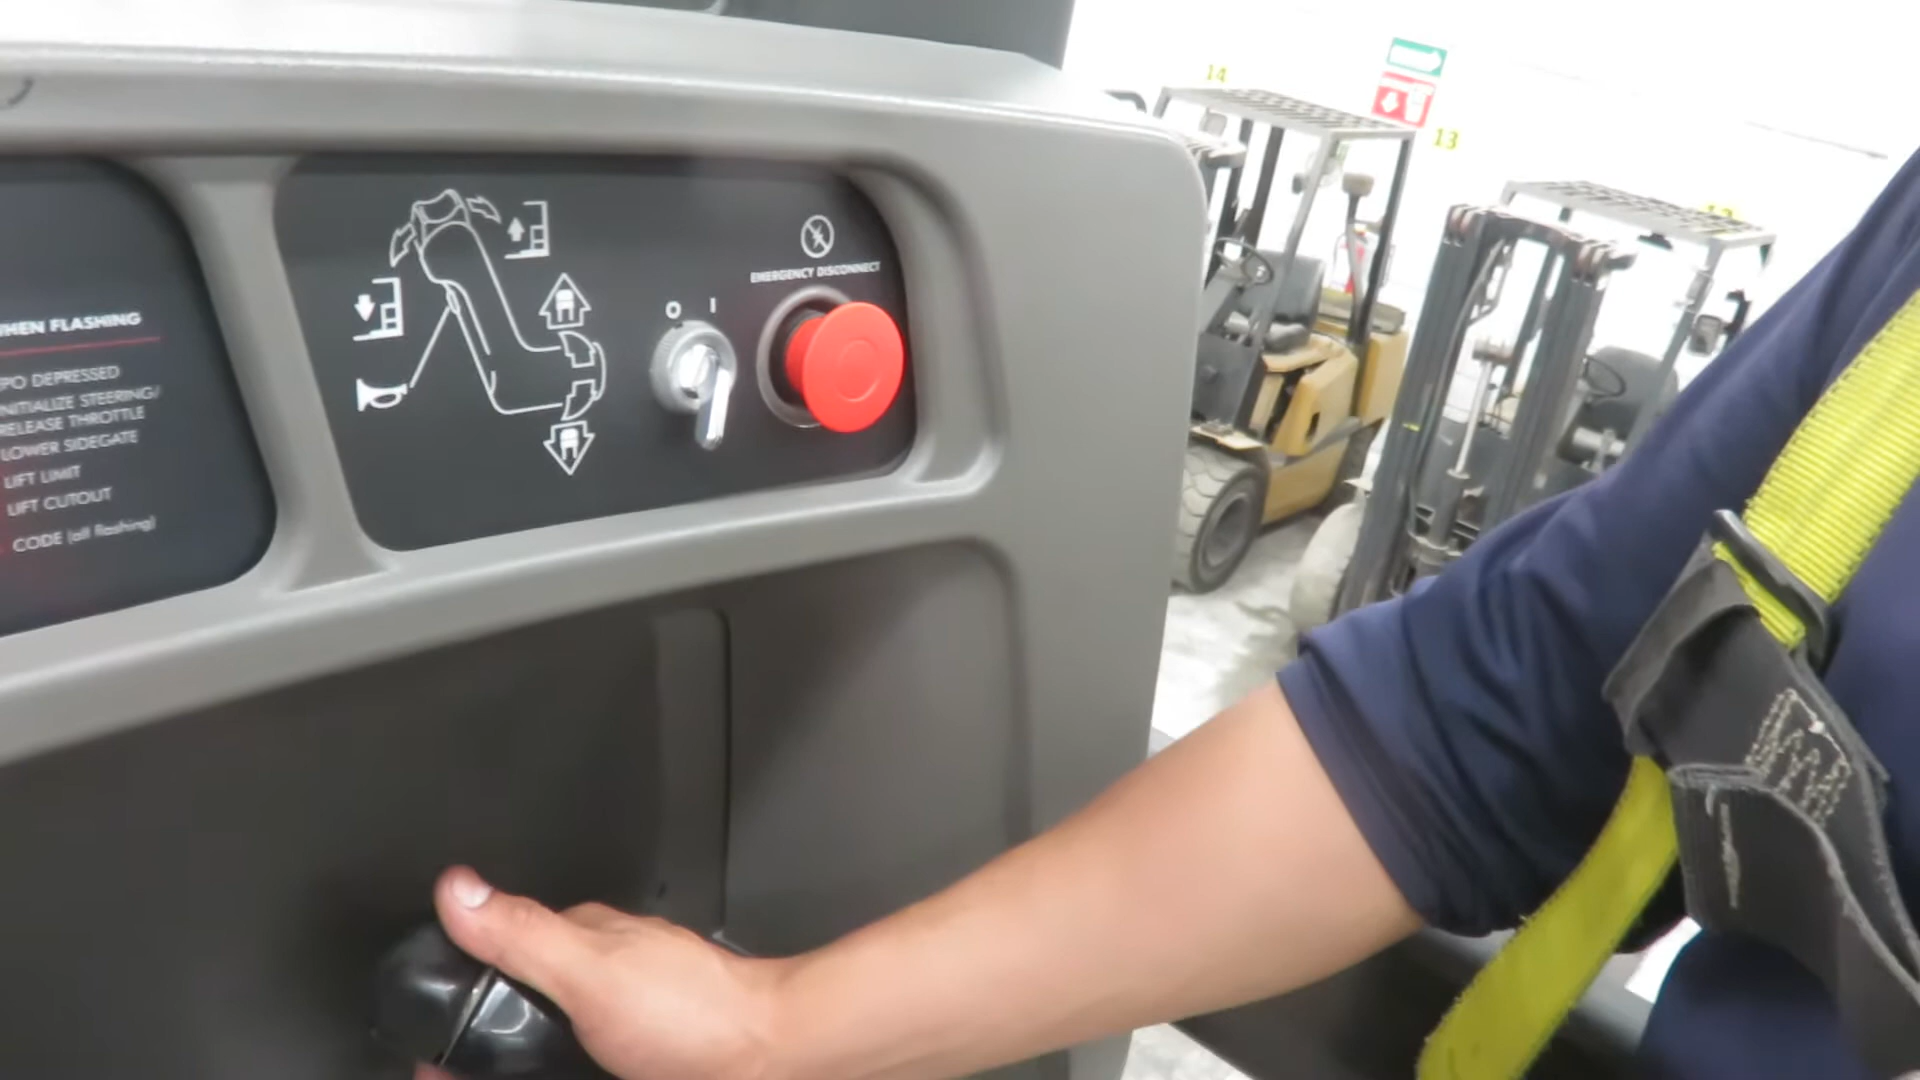 WHEN FLASHING
EPO DEPRESSED
INITIALIZE STEERING/
RELEASE THROTTLE
LOWER SIDEGATE
LIFT LIMIT
LIFT CUTOUT
CODE (all flashing)
O I
EMERGENCY DISCONNECT
14
13